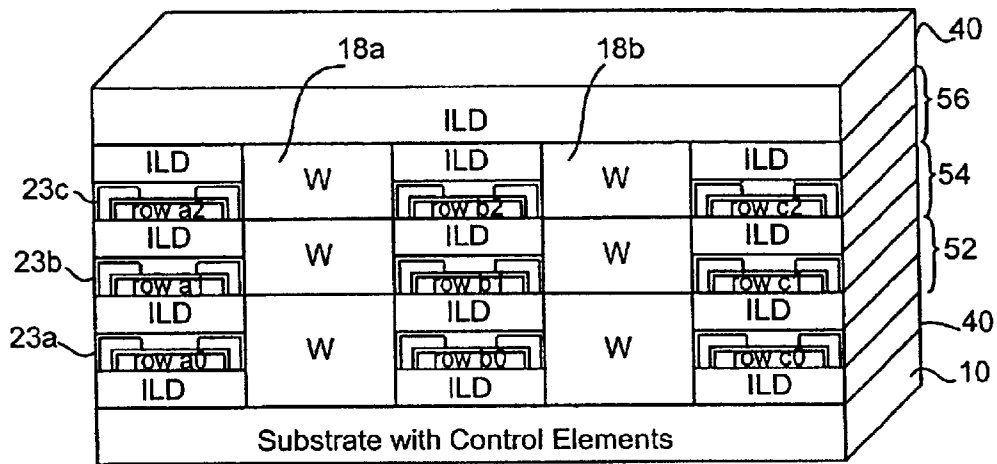 18a 18b 40
ILD 56
ILD W ILD W ILD 54
23c row a2 row b2 row c2
ILD W ILD W ILD 52
23b row a1 row b1 row c1
ILD ILD ILD 40
23a row a0 W row b0 W row c0
ILD ILD ILD 10
Substrate with Control Elements